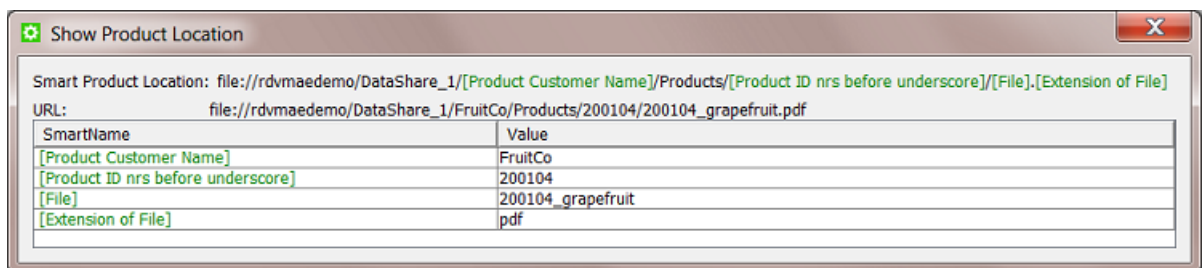 Show Product Location
Smart Product Location: file://rdvmaedemo/DataShare_1/[Product Customer Name]/Products/[Product ID nrs before underscore]/[File].[Extension of File]
URL: file://rdvmaedemo/DataShare_1/FruitCo/Products/200104/200104_grapefruit.pdf
SmartName Value
[Product Customer Name] FruitCo
[Product ID nrs before underscore] 200104
[File] 200104_grapefruit
[Extension of File] pdf